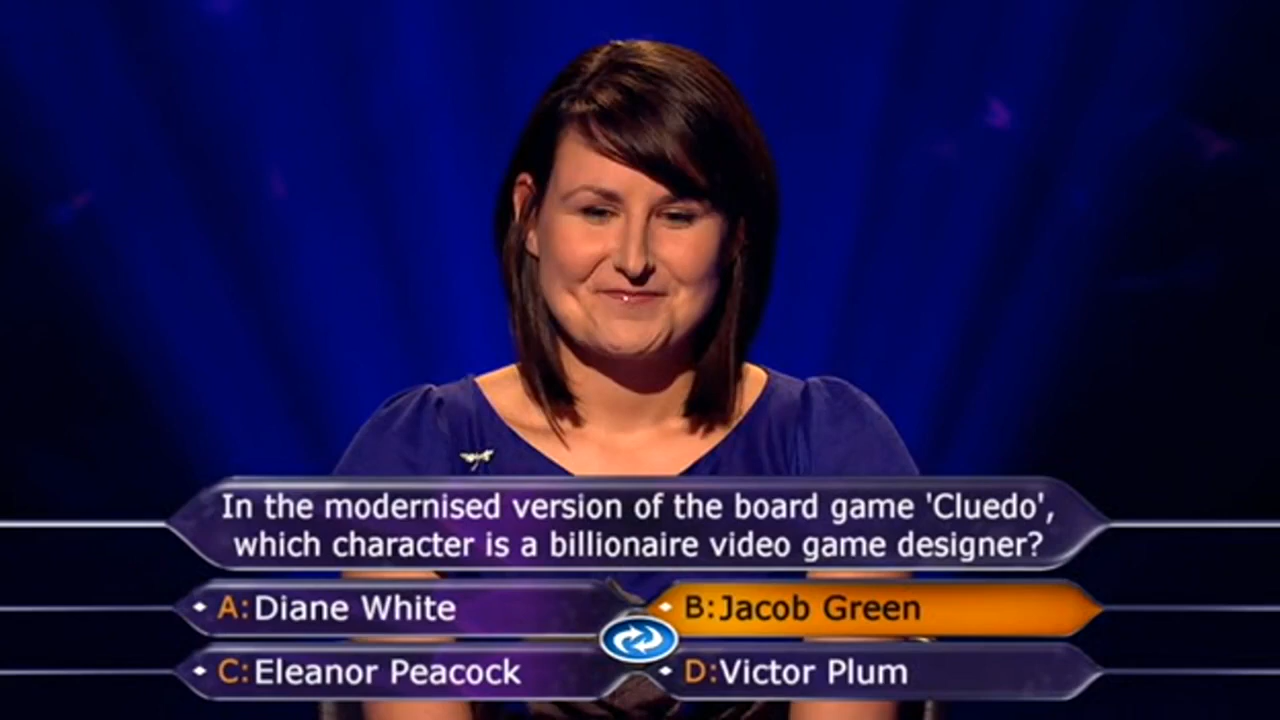 In the modernised version of the board game 'Cluedo',
which character is a billionaire video game designer?
A: Diane White
B: Jacob Green
C: Eleanor Peacock
D: Victor Plum